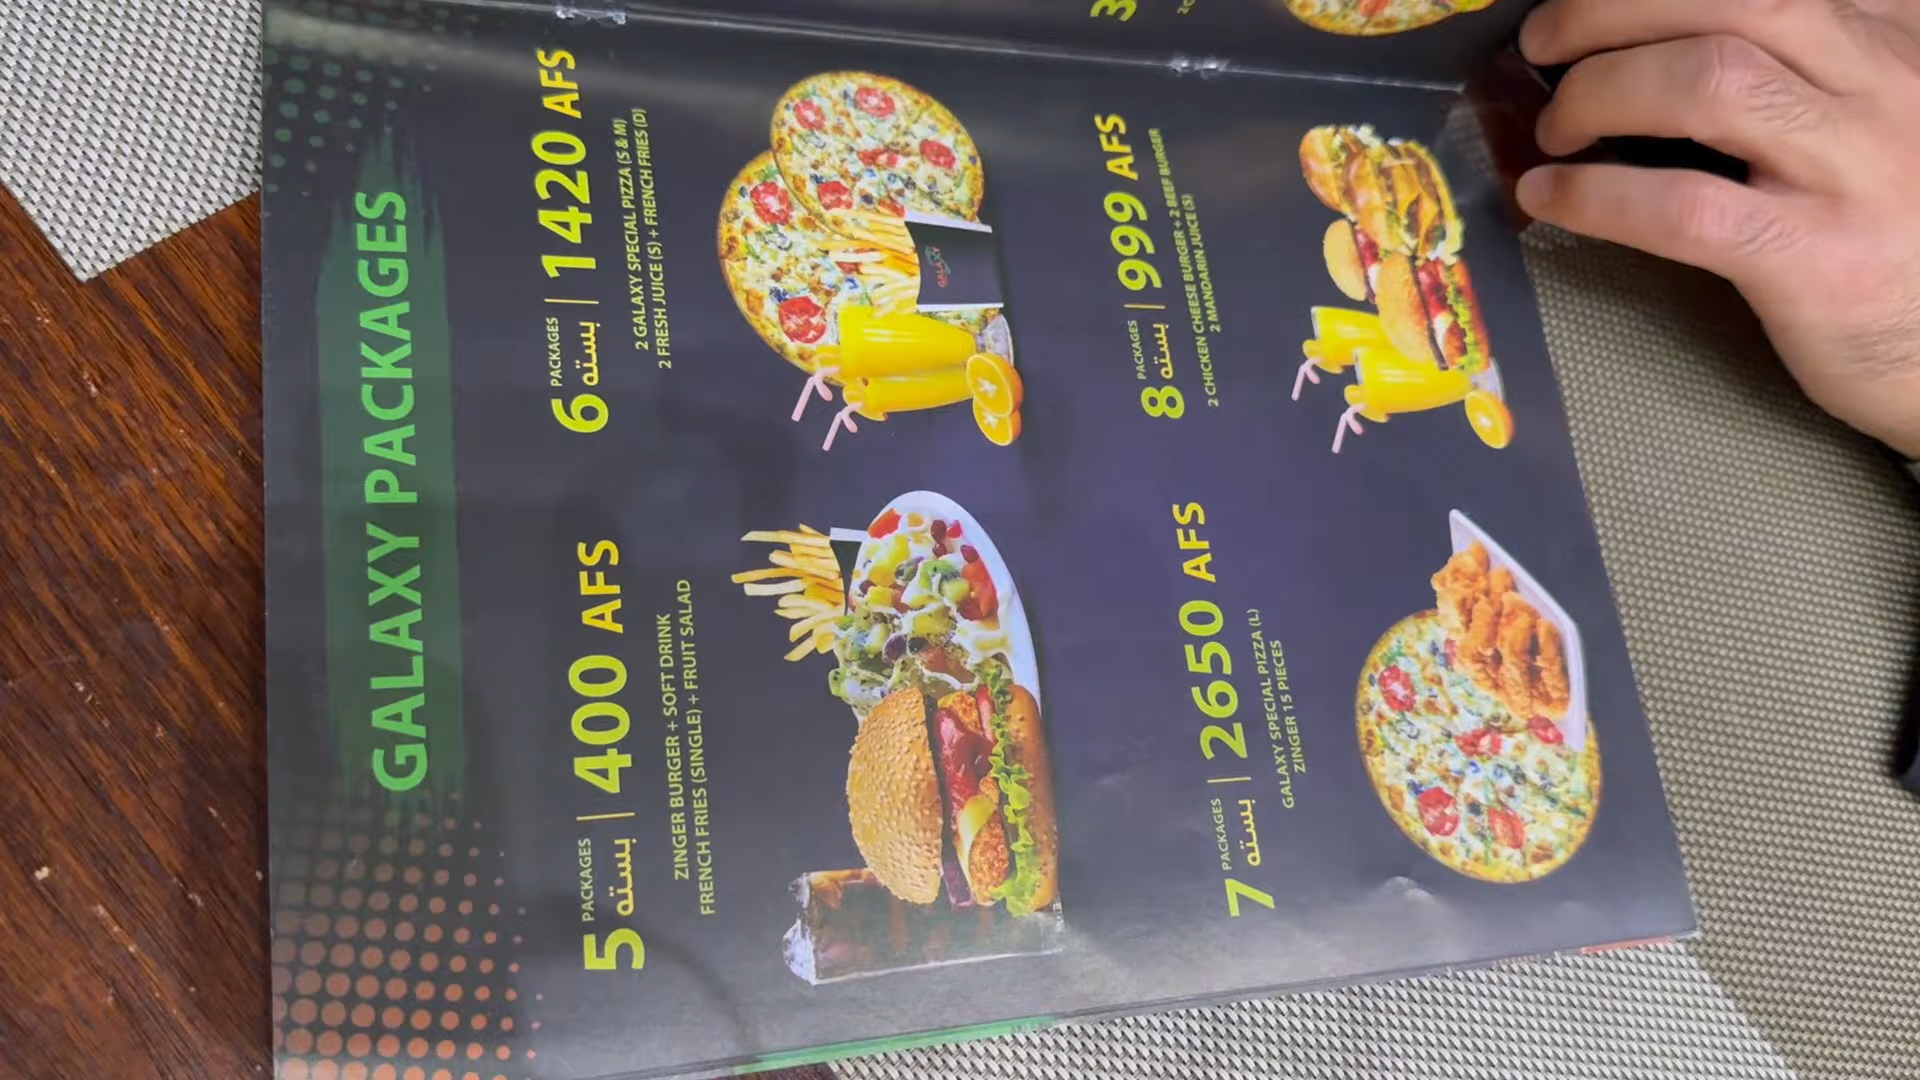 GALAXY PACKAGES
5 PACKAGES بسته | 400 AFS
ZINGER BURGER + SOFT DRINK
FRENCH FRIES (SINGLE) + FRUIT SALAD
6 PACKAGES بسته | 1420 AFS
2 GALAXY SPECIAL PIZZA (S & M)
2 FRESH JUICE (S) + FRENCH FRIES (D)
GALAXY
7 PACKAGES بسته | 2650 AFS
GALAXY SPECIAL PIZZA (L)
ZINGER 15 PIECES
8 PACKAGES بسته | 999 AFS
2 CHICKEN CHEESE BURGER + 2 BEEF BURGER
2 MANDARIN JUICE (S)
3